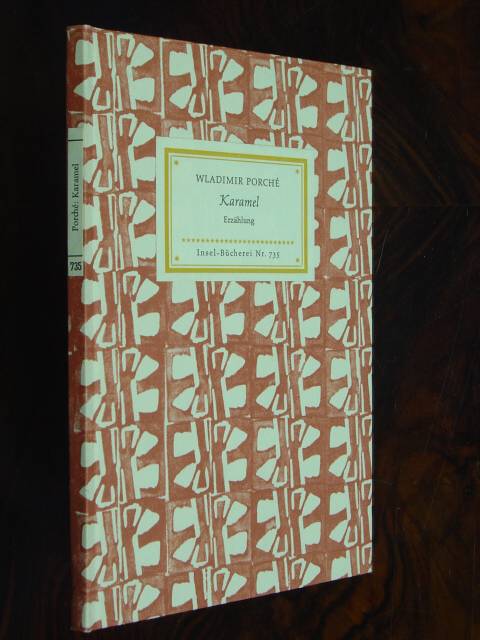 WLADIMIR PORCHÉ
Karamel
Erzählung
Insel-Bücherei Nr. 735
Porché: Karamel
735